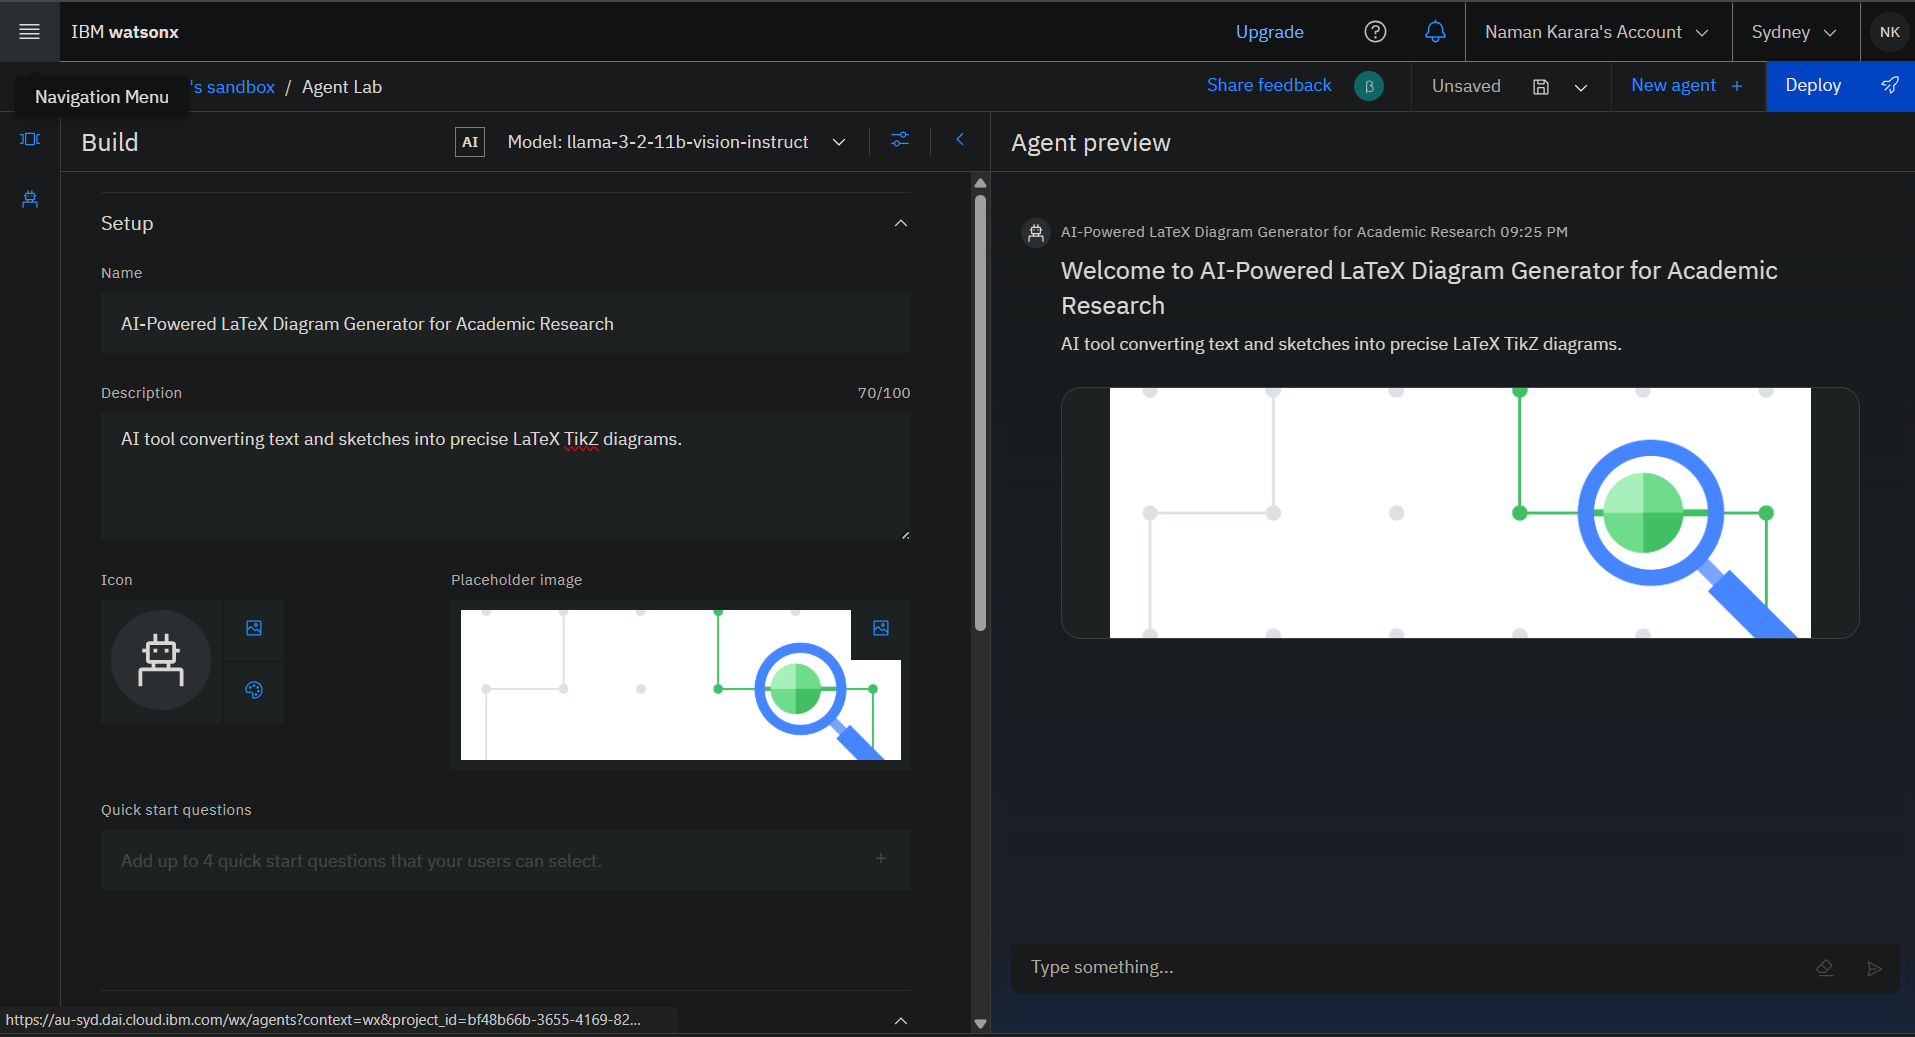 IBM watsonx
Upgrade
Naman Karara's Account
Sydney
NK
Navigation Menu
's sandbox / Agent Lab
Share feedback
β
Unsaved
New agent +
Deploy
Build
AI
Model: llama-3-2-11b-vision-instruct
Agent preview
Setup
Name
AI-Powered LaTeX Diagram Generator for Academic Research
Description
70/100
AI tool converting text and sketches into precise LaTeX TikZ diagrams.
Icon
Placeholder image
Quick start questions
Add up to 4 quick start questions that your users can select.
https://au-syd.dai.cloud.ibm.com/wx/agents?context=wx&project_id=bf48b66b-3655-4169-82...
AI-Powered LaTeX Diagram Generator for Academic Research 09:25 PM
Welcome to AI-Powered LaTeX Diagram Generator for Academic
Research
AI tool converting text and sketches into precise LaTeX TikZ diagrams.
Type something...